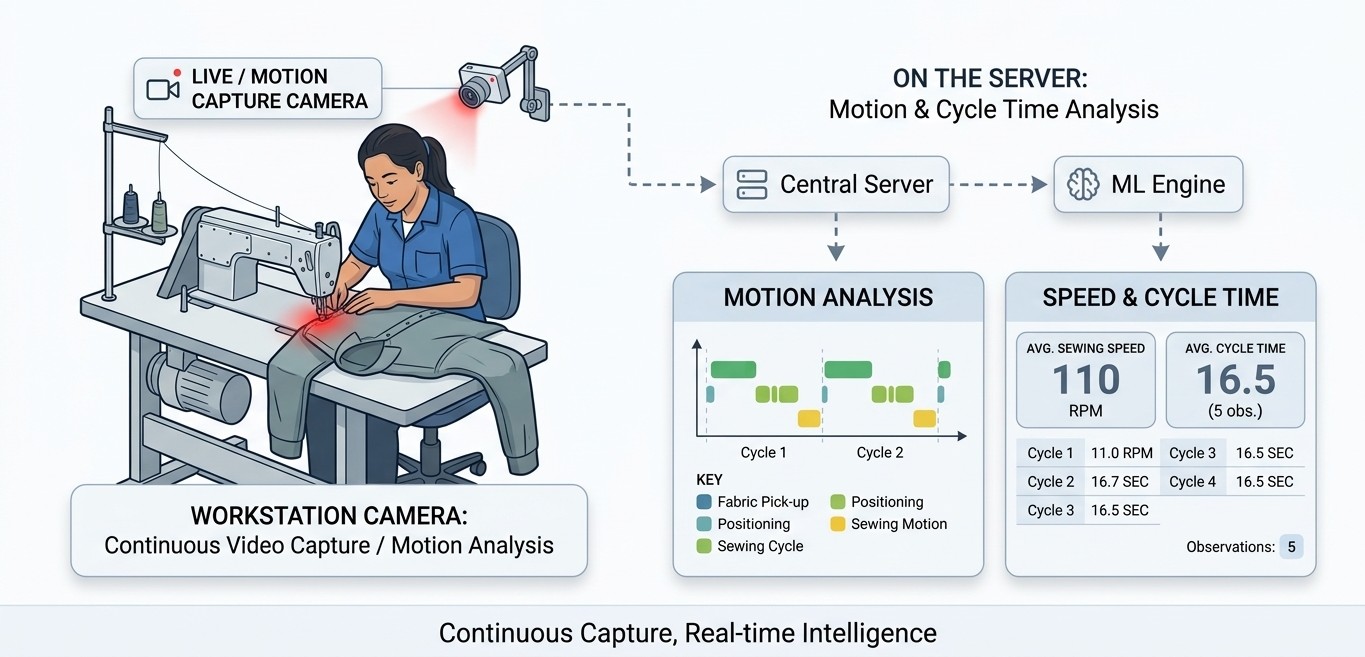 LIVE / MOTION
CAPTURE CAMERA
WORKSTATION CAMERA:
Continuous Video Capture / Motion Analysis
ON THE SERVER:
Motion & Cycle Time Analysis
Central Server
ML Engine
MOTION ANALYSIS
Cycle 1
Cycle 2
KEY
Fabric Pick-up
Positioning
Positioning
Sewing Motion
Sewing Cycle
SPEED & CYCLE TIME
AVG. SEWING SPEED
110
RPM
AVG. CYCLE TIME
16.5
(5 obs.)
Cycle 1 11.0 RPM Cycle 3 16.5 SEC
Cycle 2 16.7 SEC Cycle 4 16.5 SEC
Cycle 3 16.5 SEC
Observations: 5
Continuous Capture, Real-time Intelligence